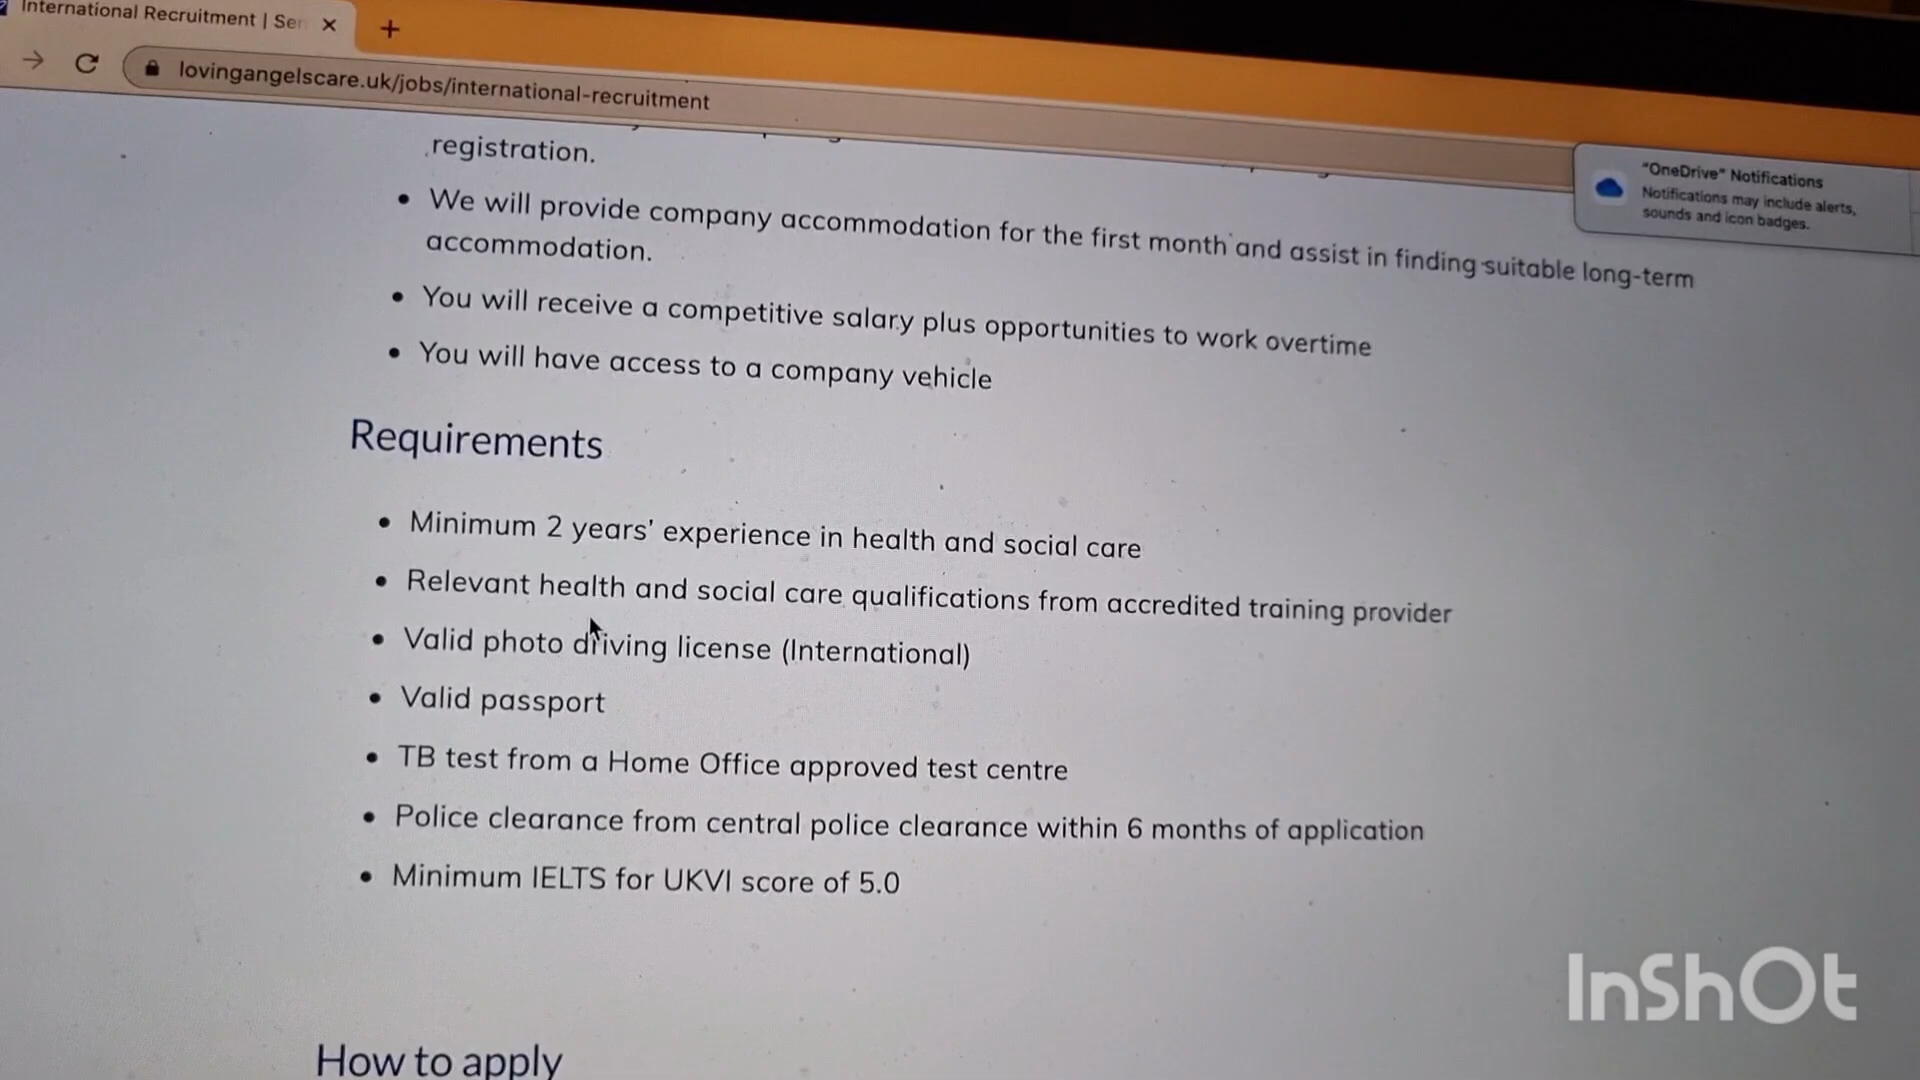 International Recruitment | Ser
lovingangelscare.uk/jobs/international-recruitment
"OneDrive" Notifications
Notifications may include alerts,
sounds and icon badges.
registration.
• We will provide company accommodation for the first month and assist in finding suitable long-term
accommodation.
• You will receive a competitive salary plus opportunities to work overtime
• You will have access to a company vehicle
Requirements
• Minimum 2 years' experience in health and social care
• Relevant health and social care qualifications from accredited training provider
• Valid photo driving license (International)
• Valid passport
• TB test from a Home Office approved test centre
• Police clearance from central police clearance within 6 months of application
• Minimum IELTS for UKVI score of 5.0
How to apply
InShOt